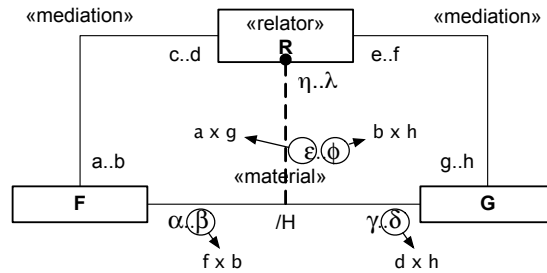 «mediation»
«relator»
«mediation»
R
c..d
e..f
η..λ
a x g
ε..ϕ
b x h
a..b
g..h
«material»
F
G
α..β
/H
γ..δ
f x b
d x h